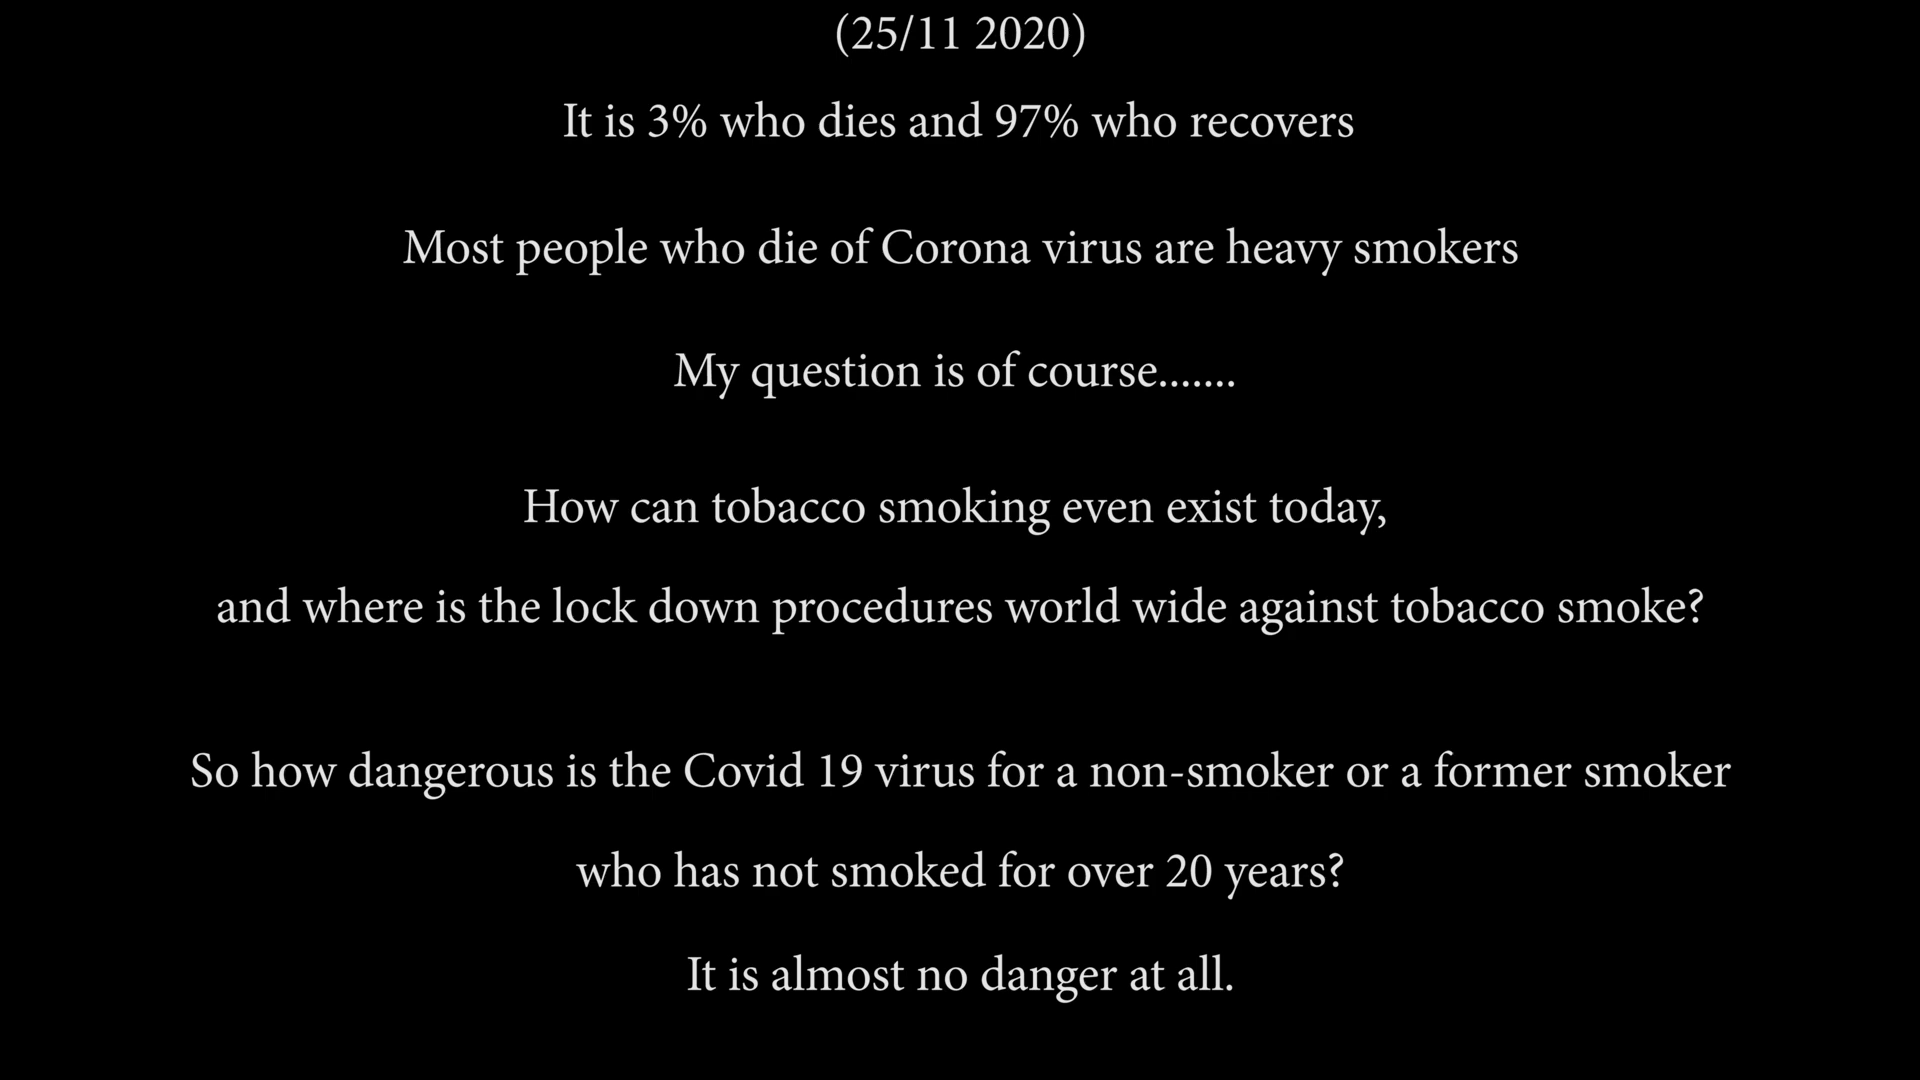 (25/11 2020)
It is 3% who dies and 97% who recovers
Most people who die of Corona virus are heavy smokers
My question is of course.......
How can tobacco smoking even exist today,
and where is the lock down procedures world wide against tobacco smoke?
So how dangerous is the Covid 19 virus for a non-smoker or a former smoker
who has not smoked for over 20 years?
It is almost no danger at all.